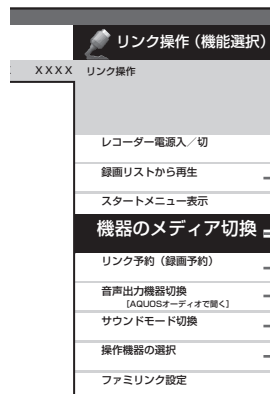 リンク操作（機能選択）
XXXX リンク操作
レコーダー電源入／切
録画リストから再生
スタートメニュー表示
機器のメディア切換
リンク予約（録画予約）
音声出力機器切換
［AQUOSオーディオで聞く］
サウンドモード切換
操作機器の選択
ファミリンク設定